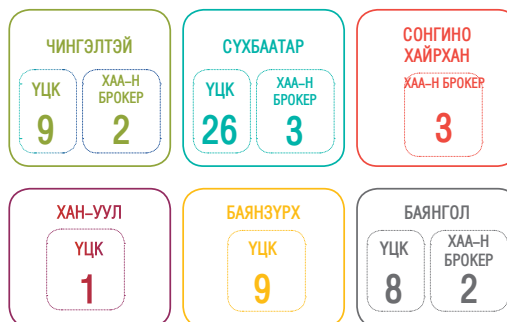 ЧИНГЭЛТЭЙ
ҮЦК
9
ХАА–Н
БРОКЕР
2
СҮХБААТАР
ҮЦК
26
ХАА–Н
БРОКЕР
3
СОНГИНО
ХАЙРХАН
ХАА–Н БРОКЕР
3
ХАН–УУЛ
ҮЦК
1
БАЯНЗҮРХ
ҮЦК
9
БАЯНГОЛ
ҮЦК
8
ХАА–Н
БРОКЕР
2